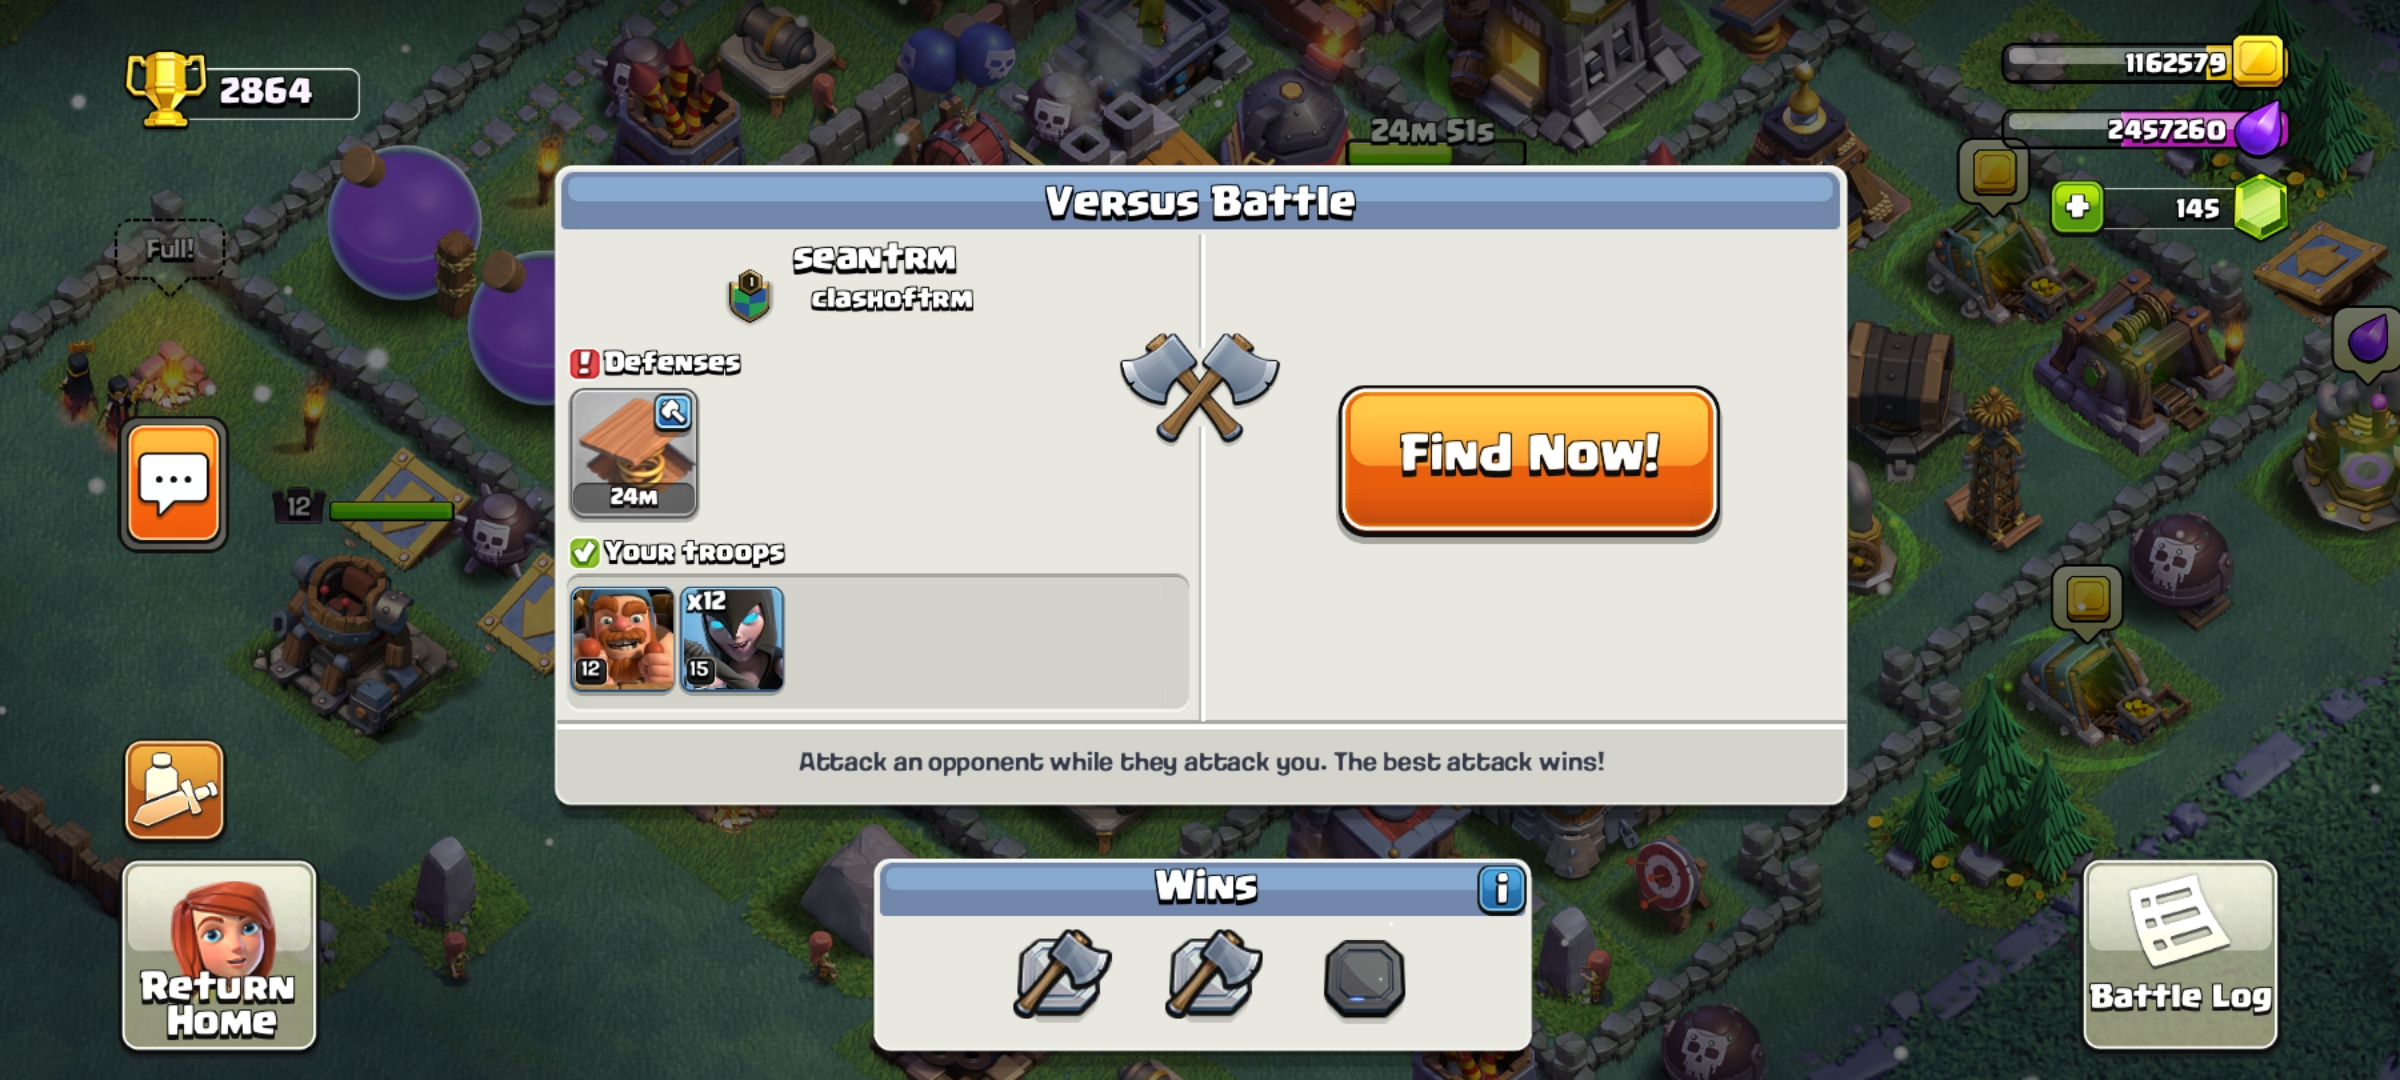 2864
1162579
2457260
145
24m 51s
Full!
12
Versus Battle
seantrm
1
clashoftrm
Defenses
24m
Your troops
12
x12
15
Find Now!
Attack an opponent while they attack you. The best attack wins!
Wins
Return
Home
Battle Log